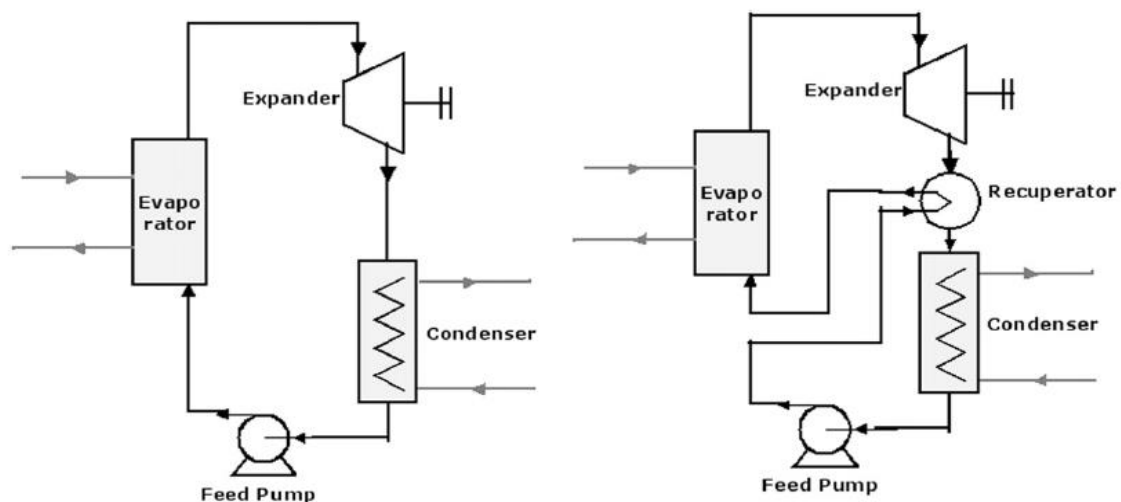 Expander
Evapo
rator
Condenser
Feed Pump
Expander
Evapo
rator
Recuperator
Condenser
Feed Pump